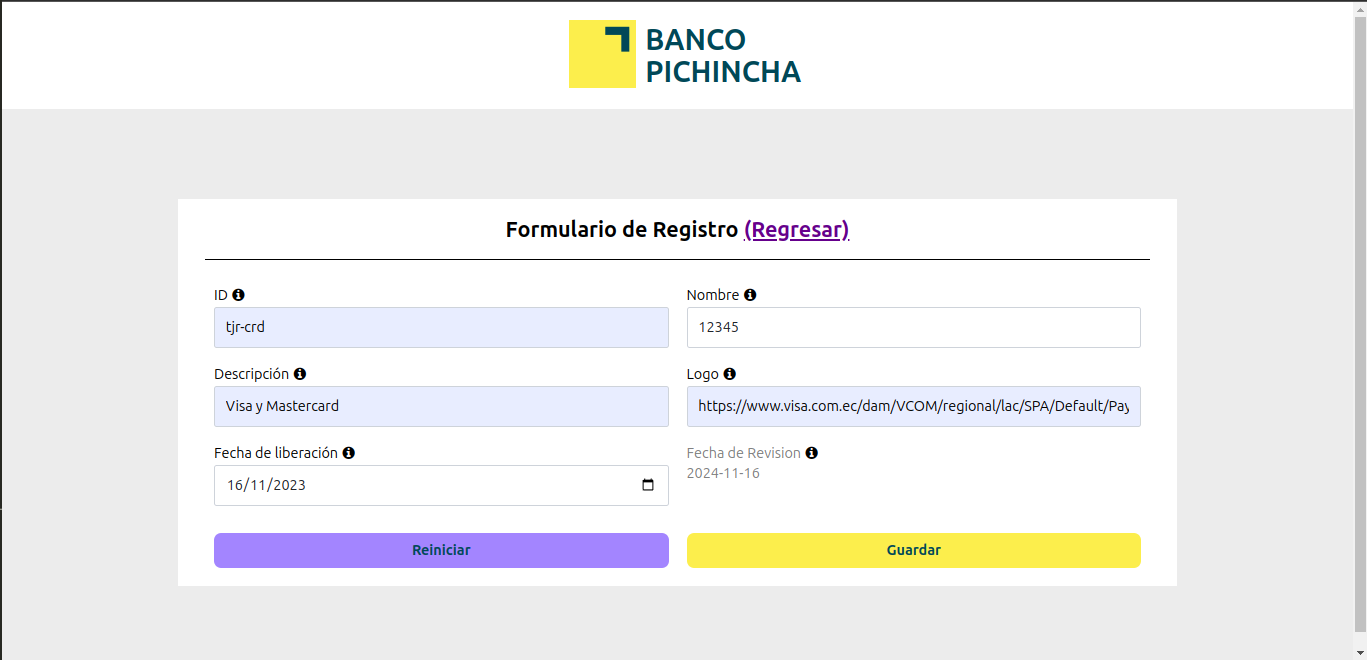 BANCO
PICHINCHA
Formulario de Registro (Regresar)
ID
Nombre
tjr-crd
12345
Descripción
Logo
Visa y Mastercard
https://www.visa.com.ec/dam/VCOM/regional/lac/SPA/Default/Pay
Fecha de liberación
Fecha de Revision
16/11/2023
2024-11-16
Reiniciar
Guardar